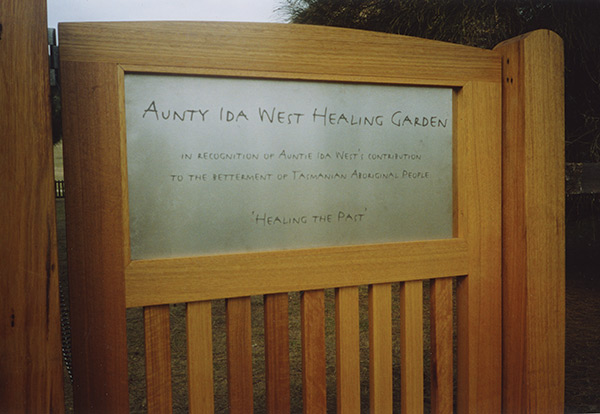 Aunty Ida West Healing Garden
in recognition of Auntie Ida West's contribution
to the betterment of Tasmanian Aboriginal People
'Healing the Past'